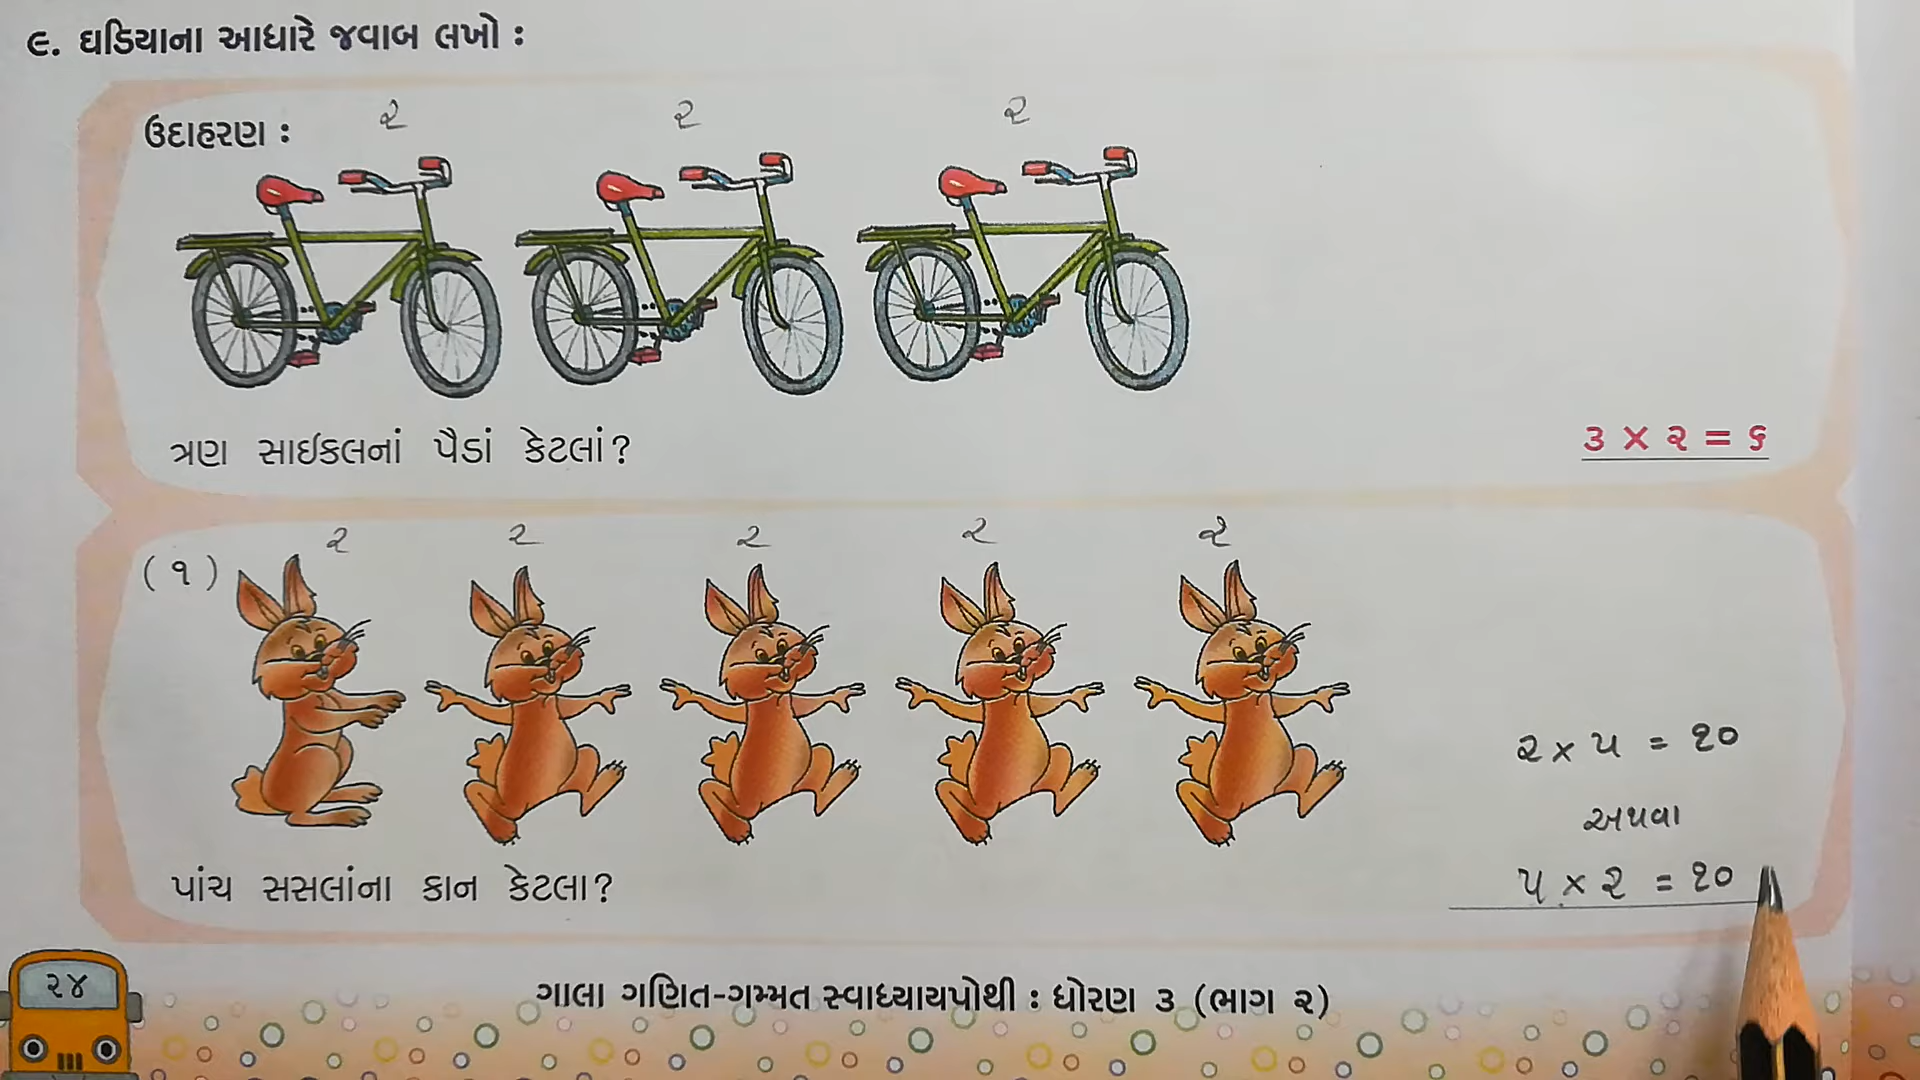 ૯. ઘડિયાના આધારે જવાબ લખો :
ઉદાહરણ :
૨ ૨ ૨
ત્રણ સાઈકલનાં પૈડાં કેટલાં?
૩ × ૨ = ૬
૨ ૨ ૨ ૨ ૨
(૧)
૨ × ૫ = ૧૦
અથવા
પાંચ સસલાંના કાન કેટલા?
૫ × ૨ = ૧૦
૨૪
ગાલા ગણિત-ગમ્મત સ્વાધ્યાયપોથી : ધોરણ ૩ (ભાગ ૨)